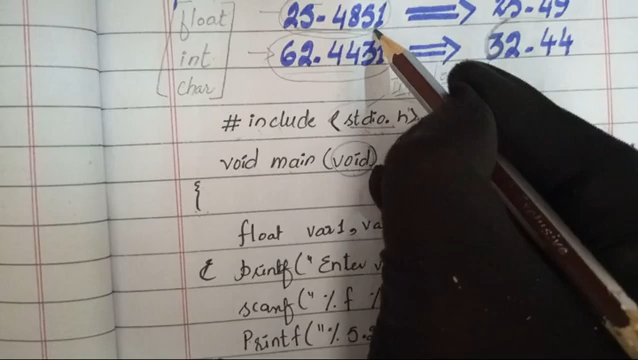 float 25.4851 ⟹ 25.49
int 62.4431 ⟹ 32.44
char
# include <stdio.h>
void main (void)
{
float var1, va
printf(" Enter
scanf(" %f %
Printf("% 5.2
xclusive